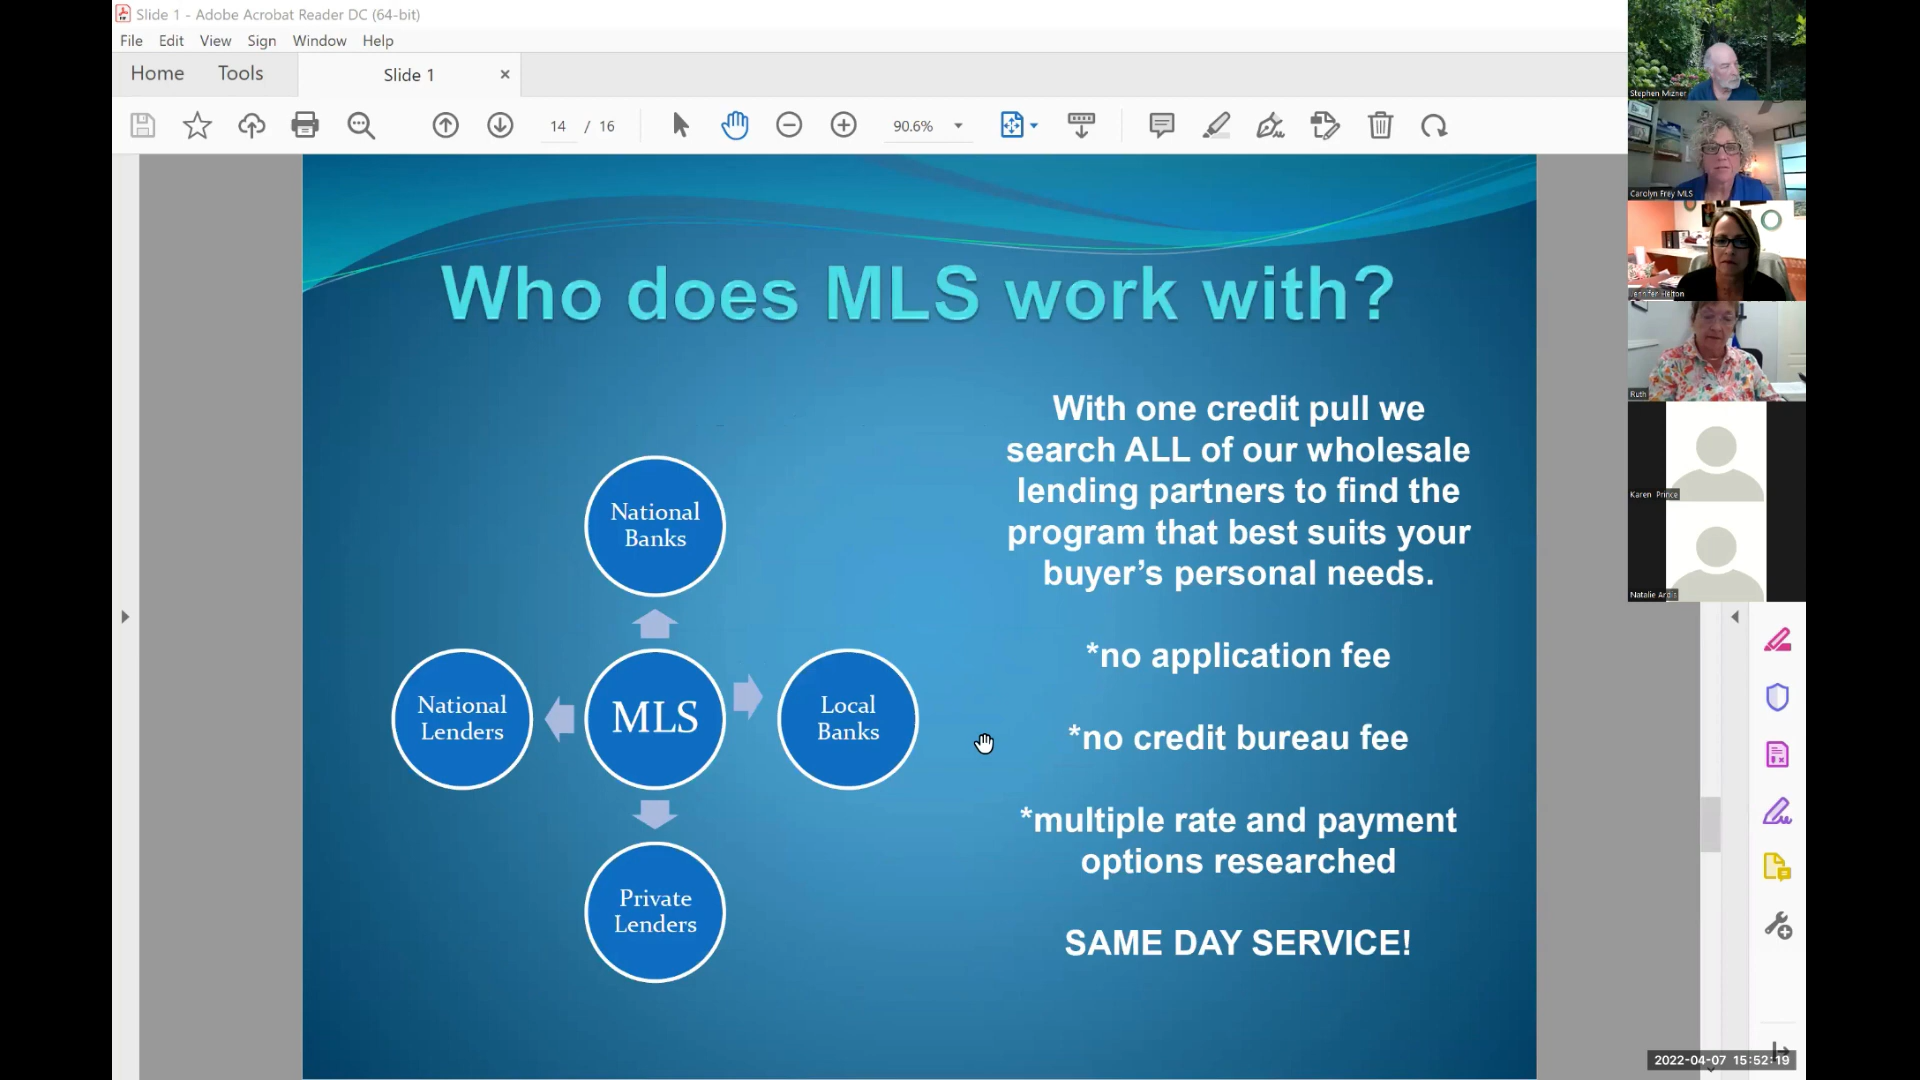 Slide 1 - Adobe Acrobat Reader DC (64-bit)
File Edit View Sign Window Help
Home Tools Slide 1 ×
14 / 16 90.6%
Who does MLS work with?
National
Banks
National
Lenders
MLS
Local
Banks
Private
Lenders
With one credit pull we
search ALL of our wholesale
lending partners to find the
program that best suits your
buyer’s personal needs.
*no application fee
*no credit bureau fee
*multiple rate and payment
options researched
SAME DAY SERVICE!
Stephen Mizner
Carolyn Frey MLS
Jennifer Helton
Ruth
Karen Prince
Natalie Ardis
2022-04-07 15:52:19